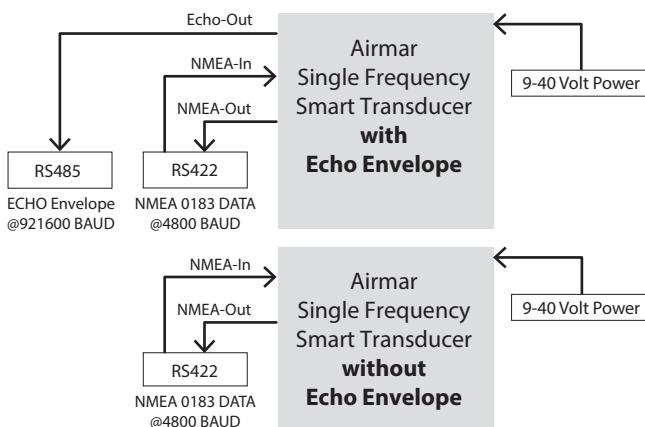 Echo-Out
NMEA-In
NMEA-Out
Airmar
Single Frequency
Smart Transducer
with
Echo Envelope
9-40 Volt Power
RS485
RS422
ECHO Envelope
@921600 BAUD
NMEA 0183 DATA
@4800 BAUD
NMEA-In
NMEA-Out
Airmar
Single Frequency
Smart Transducer
without
Echo Envelope
9-40 Volt Power
RS422
NMEA 0183 DATA
@4800 BAUD